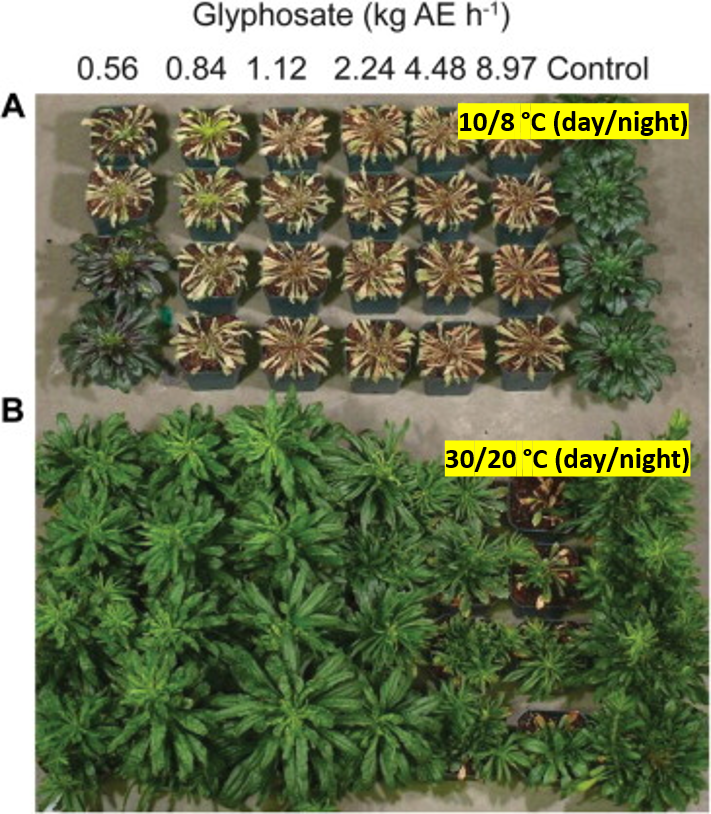 Glyphosate (kg AE h⁻¹)
0.56 0.84 1.12 2.24 4.48 8.97 Control
A
10/8 °C (day/night)
B
30/20 °C (day/night)